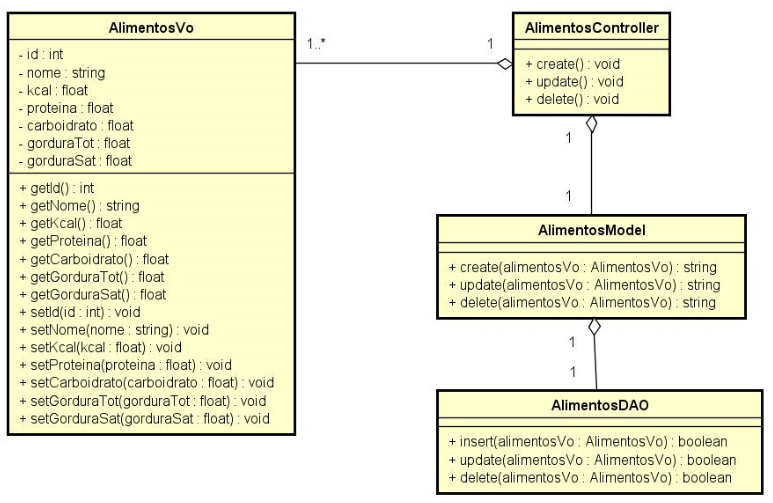 AlimentosVo
- id : int
- nome : string
- kcal : float
- proteina : float
- carboidrato : float
- gorduraTot : float
- gorduraSat : float
+ getId() : int
+ getNome() : string
+ getKcal() : float
+ getProteina() : float
+ getCarboidrato() : float
+ getGorduraTot() : float
+ getGorduraSat() : float
+ setId(id : int) : void
+ setNome(nome : string) : void
+ setKcal(kcal : float) : void
+ setProteina(proteina : float) : void
+ setCarboidrato(carboidrato : float) : void
+ setGorduraTot(gorduraTot : float) : void
+ setGorduraSat(gorduraSat : float) : void
1..*
1
AlimentosController
+ create() : void
+ update() : void
+ delete() : void
1
1
AlimentosModel
+ create(alimentosVo : AlimentosVo) : string
+ update(alimentosVo : AlimentosVo) : string
+ delete(alimentosVo : AlimentosVo) : string
1
1
AlimentosDAO
+ insert(alimentosVo : AlimentosVo) : boolean
+ update(alimentosVo : AlimentosVo) : boolean
+ delete(alimentosVo : AlimentosVo) : boolean